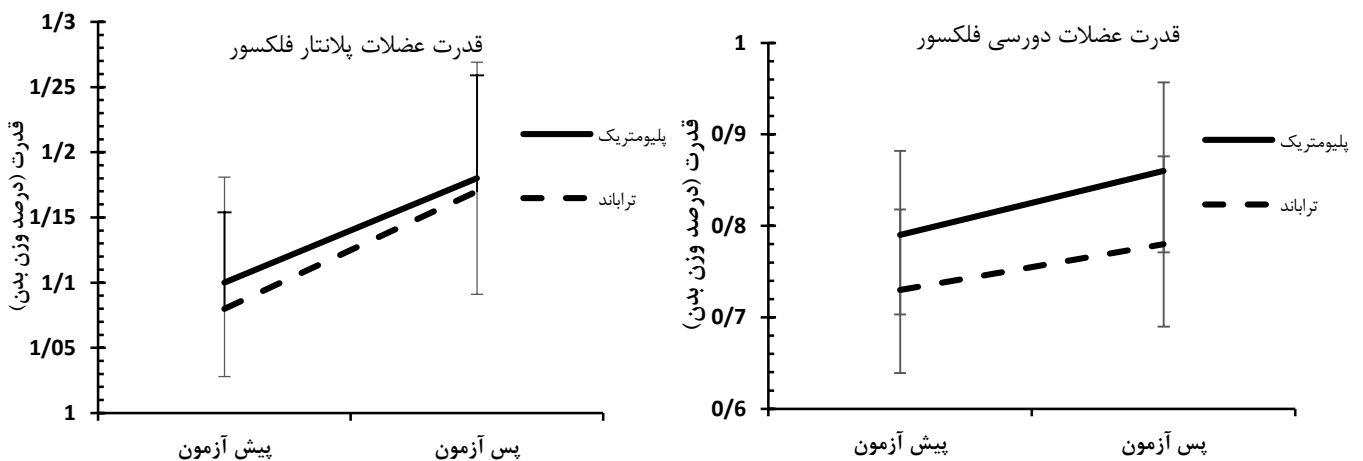 قدرت عضلات پلانتار فلکسور
قدرت (درصد وزن بدن)
1/3
1/25
1/2
1/15
1/1
1/05
1
پیش آزمون
پس آزمون
پلیومتریک
تراباند
قدرت عضلات دورسی فلکسور
قدرت (درصد وزن بدن)
1
0/9
0/8
0/7
0/6
پیش آزمون
پس آزمون
پلیومتریک
تراباند